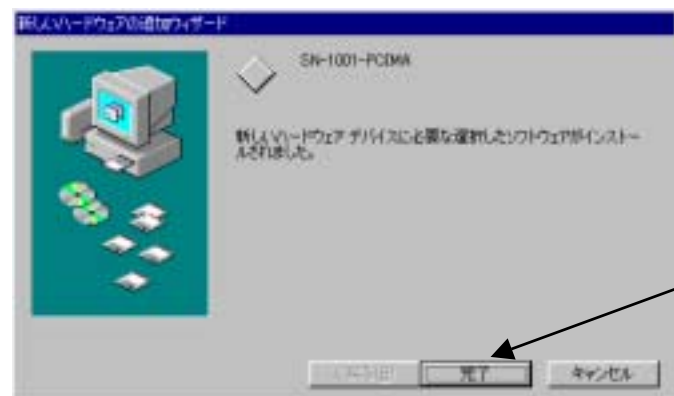 新しいハードウェアの追加ウィザード
SN-1001-PCIMA
新しいハードウェア デバイスに必要な選択したソフトウェアがインストー
ルされました。
完了
キャンセル